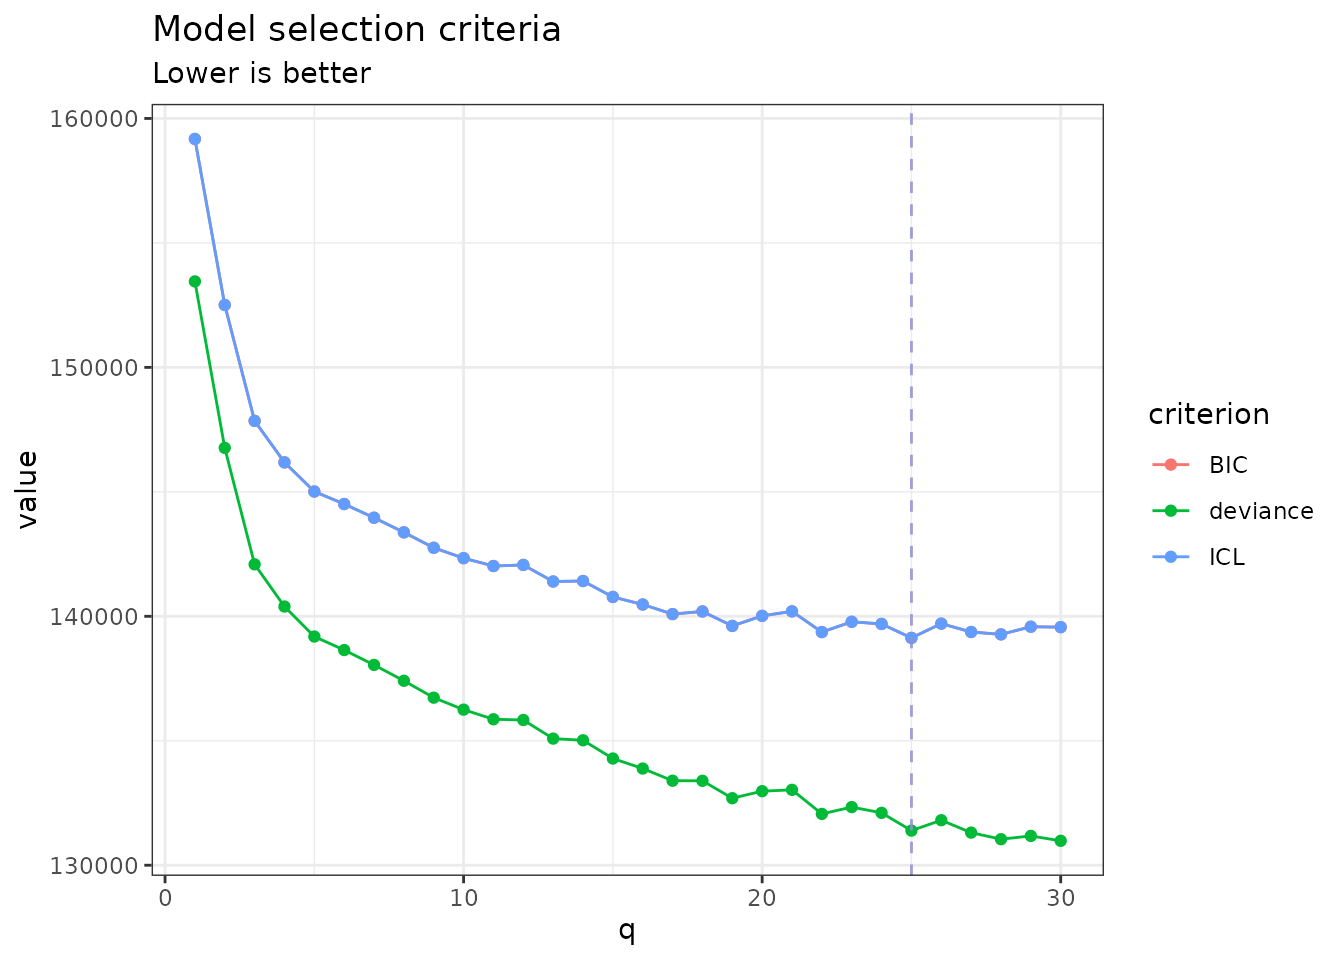 Model selection criteria
Lower is better
160000
150000
140000
130000
value
0
10
20
30
q
criterion
BIC
deviance
ICL